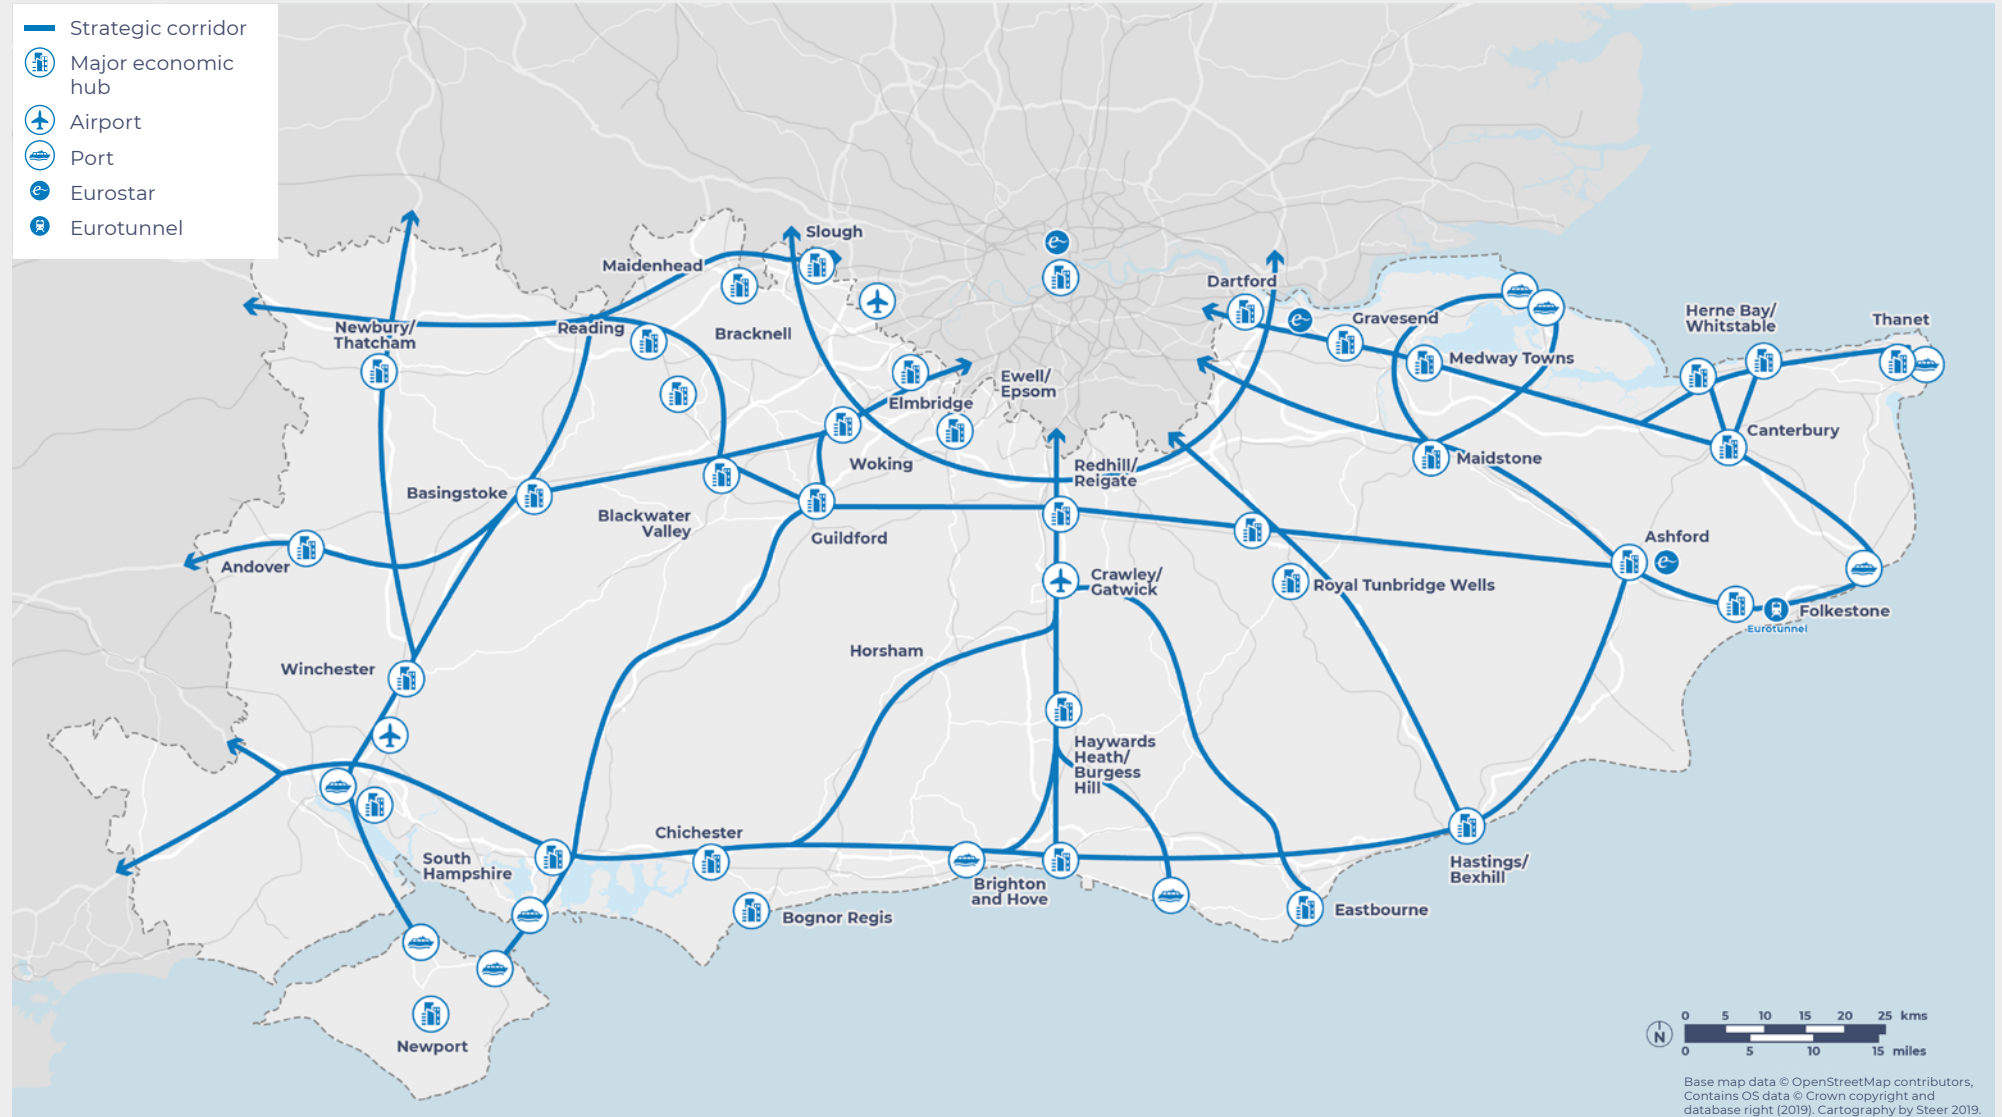 Strategic corridor
Major economic
hub
Airport
Port
Eurostar
Eurotunnel
Slough
Maidenhead
Dartford
Newbury/
Thatcham
Reading
Bracknell
Gravesend
Herne Bay/
Whitstable
Thanet
Medway Towns
Ewell/
Epsom
Elmbridge
Canterbury
Woking
Redhill/
Reigate
Maidstone
Basingstoke
Blackwater
Valley
Guildford
Ashford
Andover
Crawley/
Gatwick
Royal Tunbridge Wells
Folkestone
Eurotunnel
Horsham
Winchester
Haywards
Heath/
Burgess
Hill
Chichester
South
Hampshire
Hastings/
Bexhill
Brighton
and Hove
Bognor Regis
Eastbourne
Newport
0 5 10 15 20 25 kms
N
0 5 10 15 miles
Base map data © OpenStreetMap contributors,
Contains OS data © Crown copyright and
database right (2019). Cartography by Steer 2019.